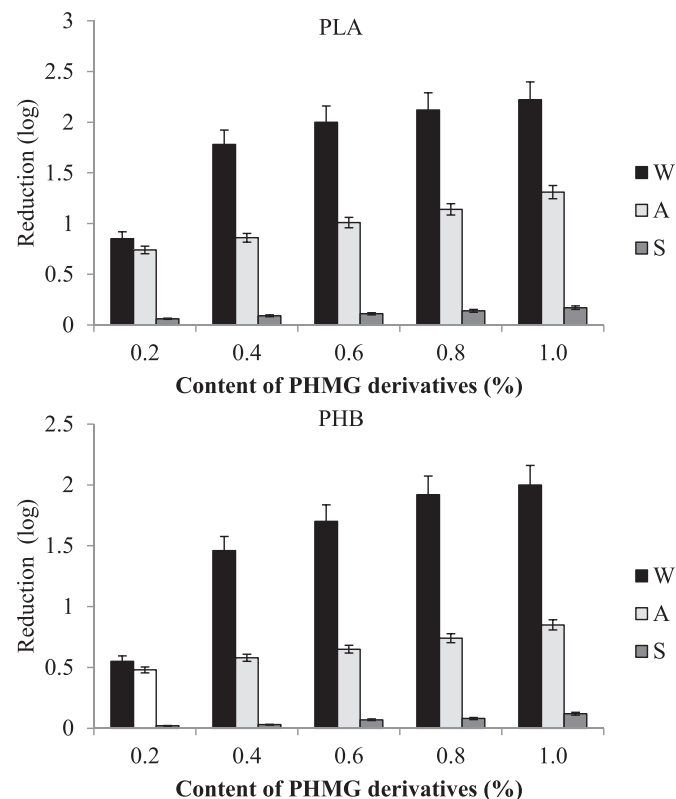 PLA
3
2.5
2
1.5
1
0.5
0
Reduction (log)
W
A
S
0.2 0.4 0.6 0.8 1.0
Content of PHMG derivatives (%)
PHB
2.5
2
1.5
1
0.5
0
Reduction (log)
W
A
S
0.2 0.4 0.6 0.8 1.0
Content of PHMG derivatives (%)